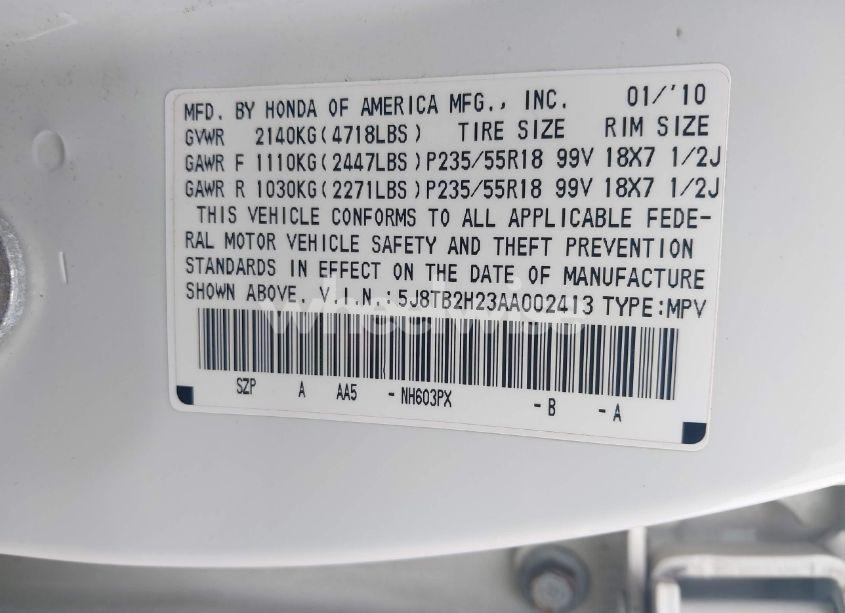 MFD. BY HONDA OF AMERICA MFG., INC. 01/'10
GVWR 2140KG(4718LBS) TIRE SIZE RIM SIZE
GAWR F 1110KG(2447LBS)P235/55R18 99V 18X7 1/2J
GAWR R 1030KG(2271LBS)P235/55R18 99V 18X7 1/2J
THIS VEHICLE CONFORMS TO ALL APPLICABLE FEDE-
RAL MOTOR VEHICLE SAFETY AND THEFT PREVENTION
STANDARDS IN EFFECT ON THE DATE OF MANUFACTURE
SHOWN ABOVE. V.I.N.:5J8TB2H23AA002413 TYPE:MPV
wheelwise
SZP A AA5 -NH603PX -B -A